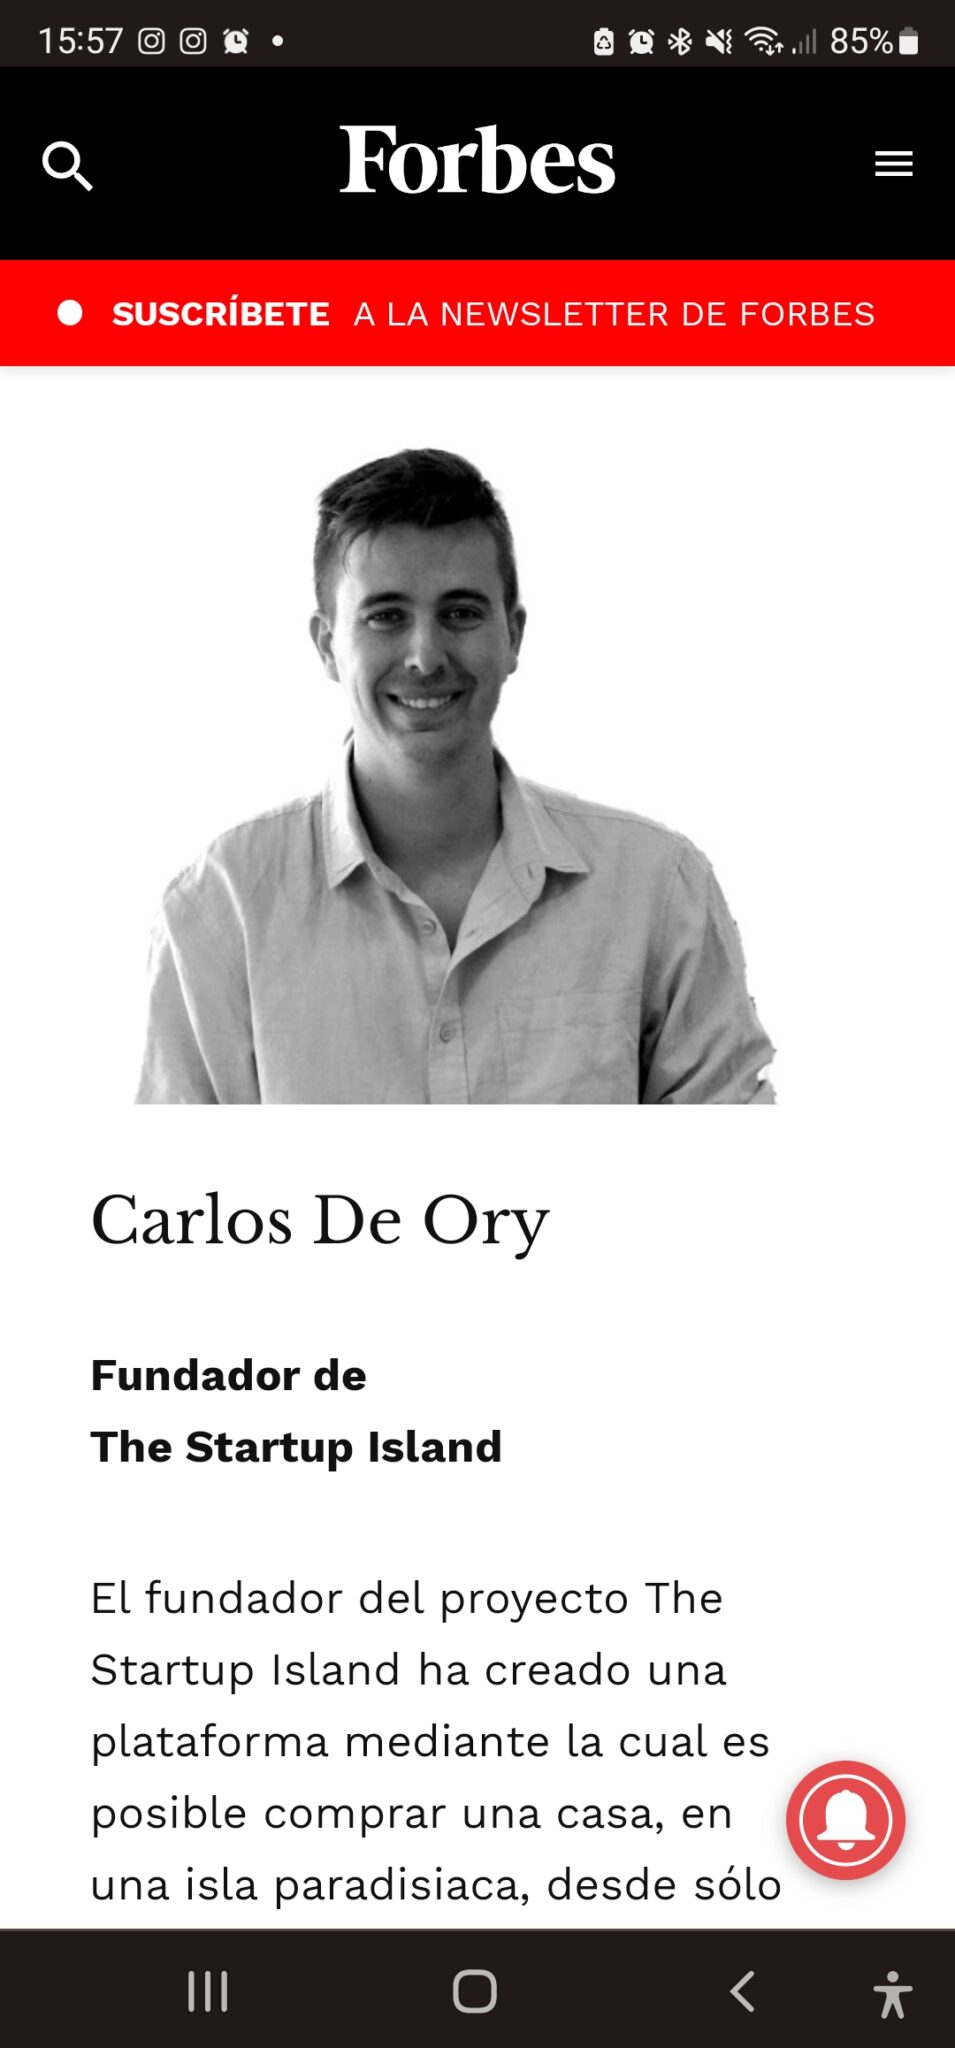 15:57
85%
Forbes
SUSCRÍBETE A LA NEWSLETTER DE FORBES
Carlos De Ory
Fundador de
The Startup Island
El fundador del proyecto The
Startup Island ha creado una
plataforma mediante la cual es
posible comprar una casa, en
una isla paradisiaca, desde sólo